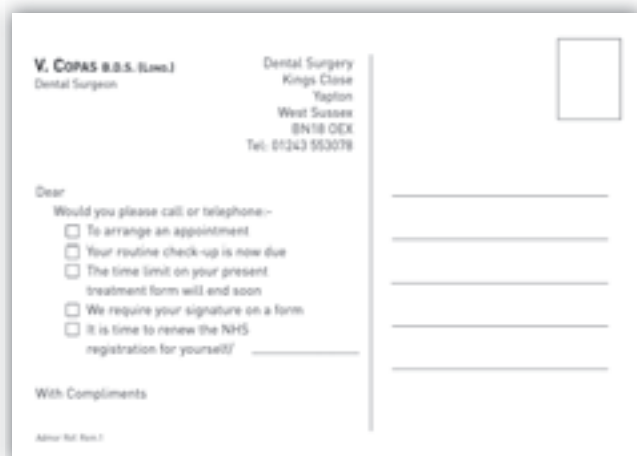 V. COPAS B.D.S. (LOND.)
Dental Surgeon
Dental Surgery
Kings Close
Yapton
West Sussex
BN18 0EX
Tel: 01243 553078
Dear
Would you please call or telephone:-
To arrange an appointment
Your routine check-up is now due
The time limit on your present
treatment form will end soon
We require your signature on a form
It is time to renew the NHS
registration for yourself/
With Compliments
Admor Ref: